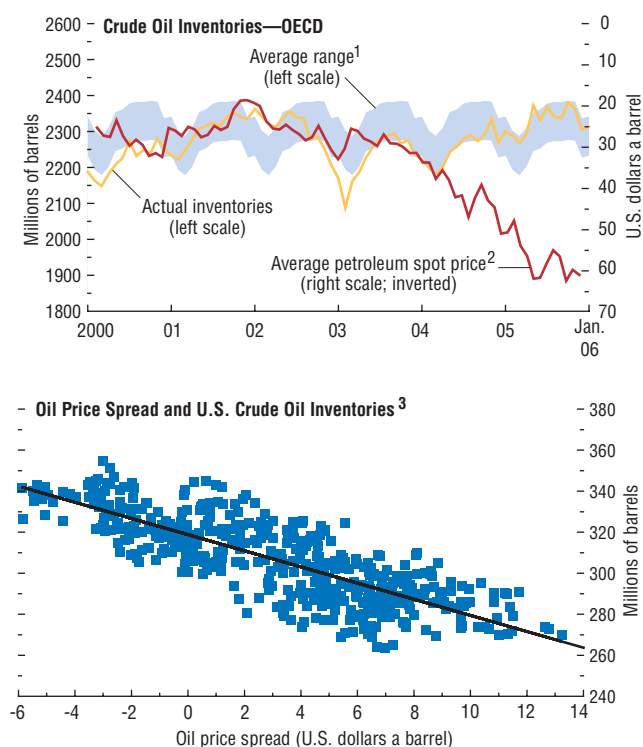 Crude Oil Inventories—OECD
2600
2500
2400
2300
2200
2100
2000
1900
1800
Millions of barrels
0
10
20
30
40
50
60
70
U.S. dollars a barrel
Average range1
(left scale)
Actual inventories
(left scale)
Average petroleum spot price2
(right scale; inverted)
2000 01 02 03 04 05 Jan.
06
Oil Price Spread and U.S. Crude Oil Inventories 3
380
360
340
320
300
280
260
240
Millions of barrels
-6 -4 -2 0 2 4 6 8 10 12 14
Oil price spread (U.S. dollars a barrel)